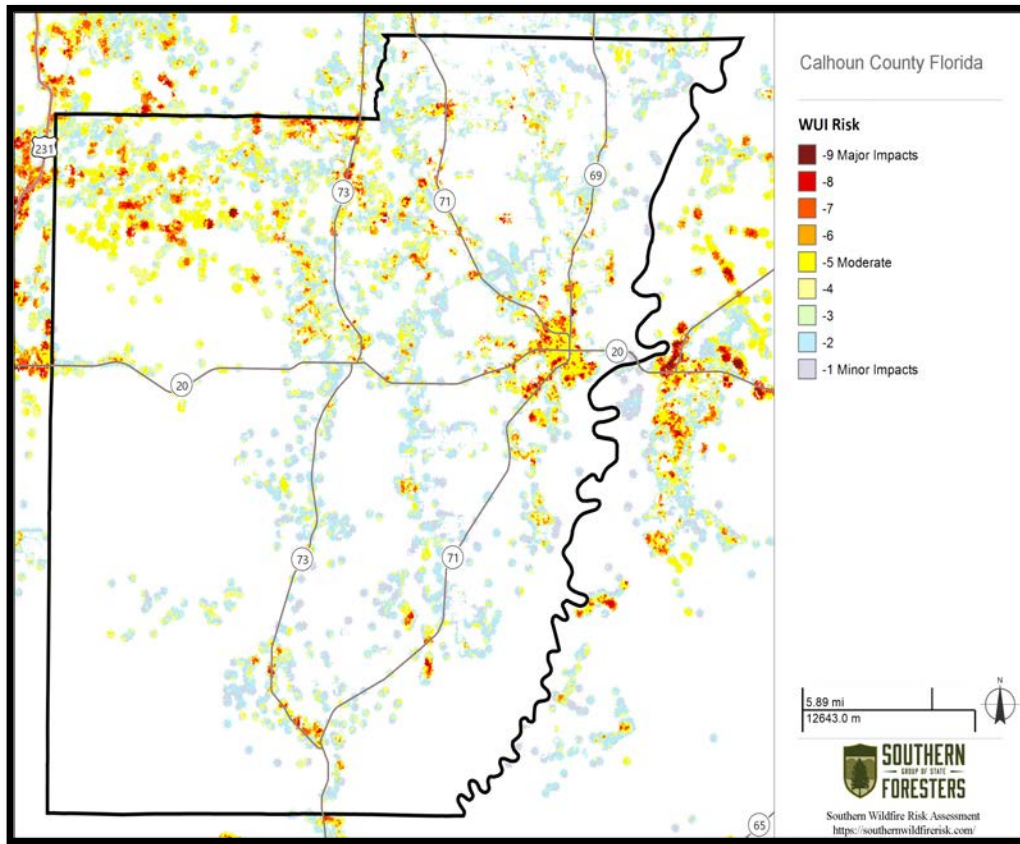 Calhoun County Florida
WUI Risk
-9 Major Impacts
-8
-7
-6
-5 Moderate
-4
-3
-2
-1 Minor Impacts
231
73
71
69
20
20
73
71
65
5.89 mi
12643.0 m
N
SOUTHERN
GROUP OF STATE
FORESTERS
Southern Wildfire Risk Assessment
https://southernwildfirerisk.com/